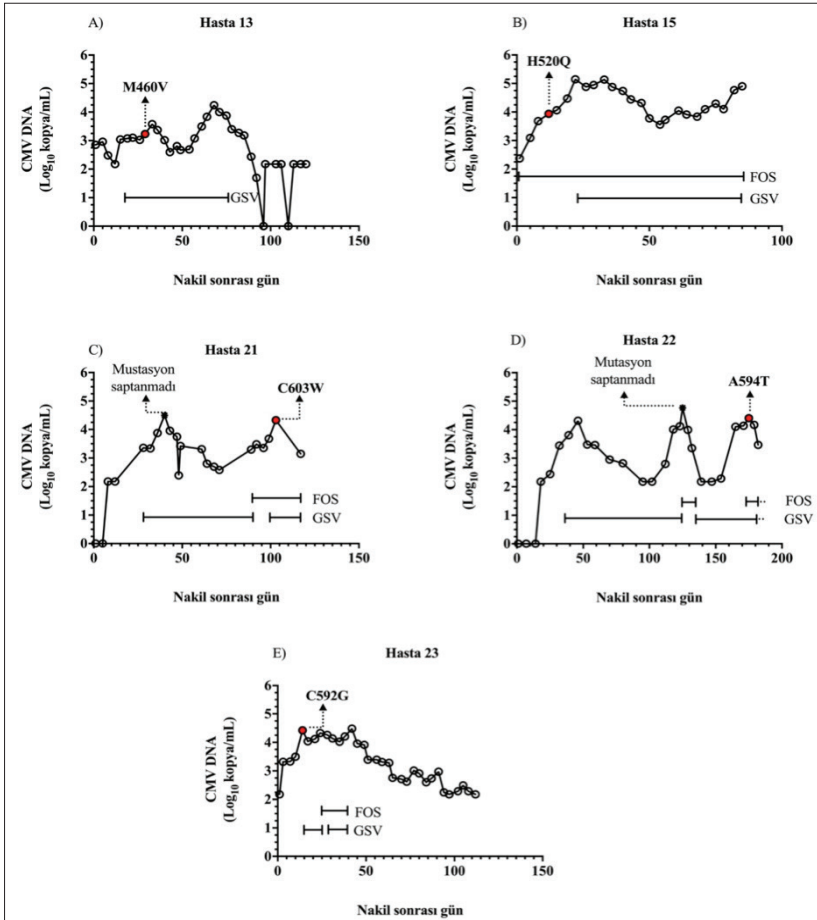 A)
Hasta 13
M460V
CMV DNA
(Log10 kopya/mL)
6
5
4
3
2
1
0
GSV
0
50
100
150
Nakil sonrası gün
B)
Hasta 15
H520Q
CMV DNA
(Log10 kopya/mL)
6
5
4
3
2
1
0
FOS
GSV
0
50
100
Nakil sonrası gün
C)
Hasta 21
Mustasyon
saptanmadı
C603W
CMV DNA
(Log10 kopya/mL)
6
5
4
3
2
1
0
FOS
GSV
0
50
100
150
Nakil sonrası gün
D)
Hasta 22
Mutasyon
saptanmadı
A594T
CMV DNA
(Log10 kopya/mL)
6
5
4
3
2
1
0
FOS
GSV
0
50
100
150
200
Nakil sonrası gün
E)
Hasta 23
C592G
CMV DNA
(Log10 kopya/mL)
6
5
4
3
2
1
0
FOS
GSV
0
50
100
150
Nakil sonrası gün